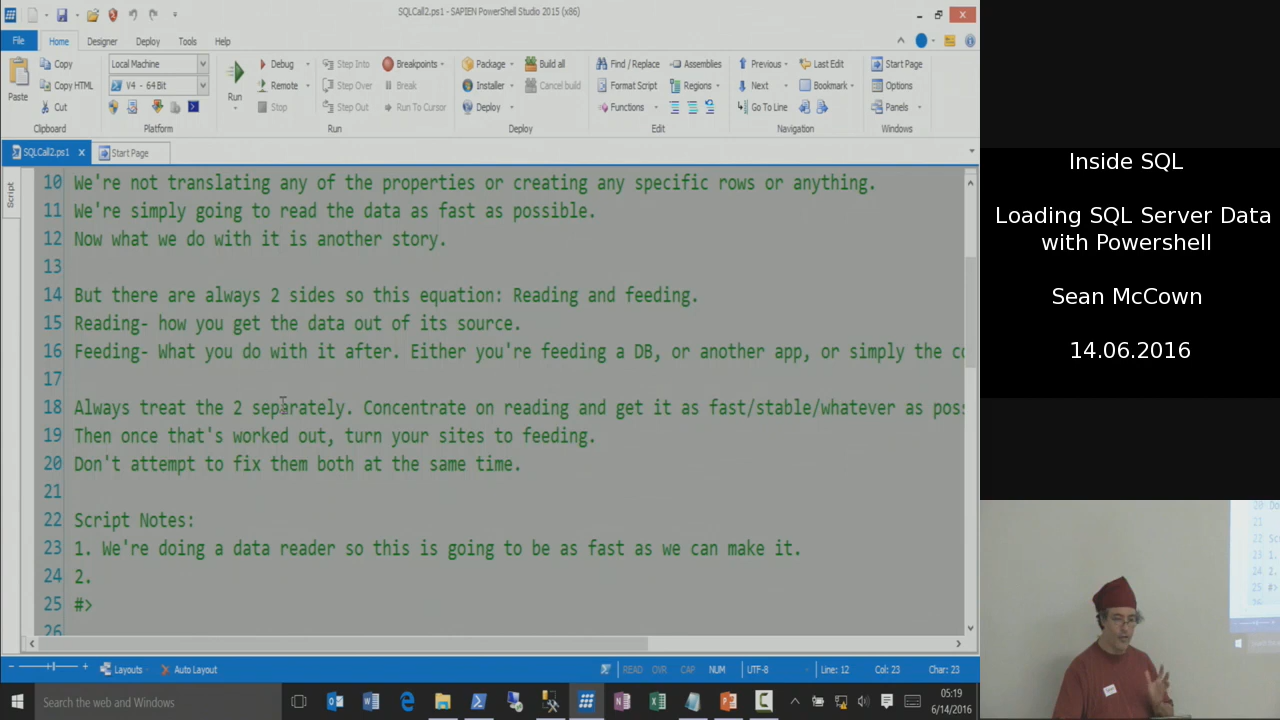 SQLCall2.ps1 - SAPIEN PowerShell Studio 2015 (x86)
File Home Designer Deploy Tools Help
Paste
Copy
Copy HTML
Cut
Clipboard
Local Machine
V4 - 64 Bit
Platform
Run
Debug
Remote
Stop
Step Into
Step Over
Step Out
Breakpoints
Break
Run To Cursor
Run
Package
Installer
Deploy
Build all
Cancel build
Deploy
Find / Replace
Format Script
Functions
Assemblies
Regions
Edit
Previous
Next
Go To Line
Last Edit
Bookmark
Navigation
Start Page
Options
Panels
Windows
SQLCall2.ps1 Start Page
Script
10 We're not translating any of the properties or creating any specific rows or anything.
11 We're simply going to read the data as fast as possible.
12 Now what we do with it is another story.
13
14 But there are always 2 sides so this equation: Reading and feeding.
15 Reading- how you get the data out of its source.
16 Feeding- What you do with it after. Either you're feeding a DB, or another app, or simply the co
17
18 Always treat the 2 separately. Concentrate on reading and get it as fast/stable/whatever as poss
19 Then once that's worked out, turn your sites to feeding.
20 Don't attempt to fix them both at the same time.
21
22 Script Notes:
23 1. We're doing a data reader so this is going to be as fast as we can make it.
24 2.
25 #>
26
Layouts Auto Layout READ OVR CAP NUM UTF-8 Line: 12 Col: 23 Char: 23
Search the web and Windows
05:19
6/14/2016
Inside SQL
Loading SQL Server Data
with Powershell
Sean McCown
14.06.2016